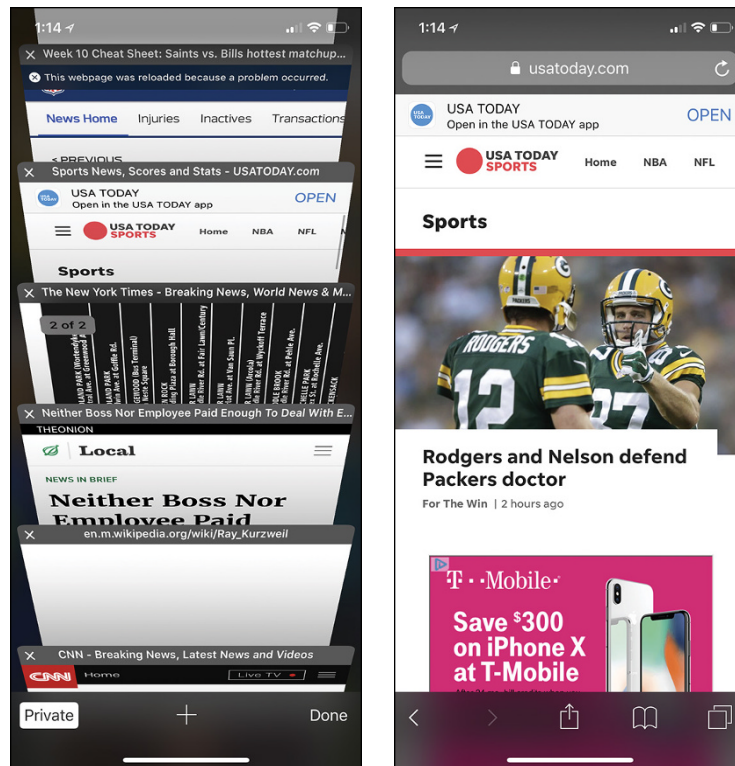 1:14
Week 10 Cheat Sheet: Saints vs. Bills hottest matchup...
This webpage was reloaded because a problem occurred.
News Home Injuries Inactives Transactions
< PREVIOUS
Sports News, Scores and Stats - USATODAY.com
USA TODAY
Open in the USA TODAY app
OPEN
USA TODAY
SPORTS
Home NBA NFL
Sports
The New York Times - Breaking News, World News & M...
2 of 2
Neither Boss Nor Employee Paid Enough To Deal With E...
THEONION
Local
NEWS IN BRIEF
Neither Boss Nor
Employee Paid
en.m.wikipedia.org/wiki/Ray_Kurzweil
CNN - Breaking News, Latest News and Videos
CNN Home Live TV
Private + Done
1:14
usatoday.com
USA TODAY
Open in the USA TODAY app
OPEN
USA TODAY
SPORTS
Home NBA NFL
Sports
PACKERS
RODGERS
12
87
Rodgers and Nelson defend
Packers doctor
For The Win | 2 hours ago
T-Mobile
Save $300
on iPhone X
at T-Mobile